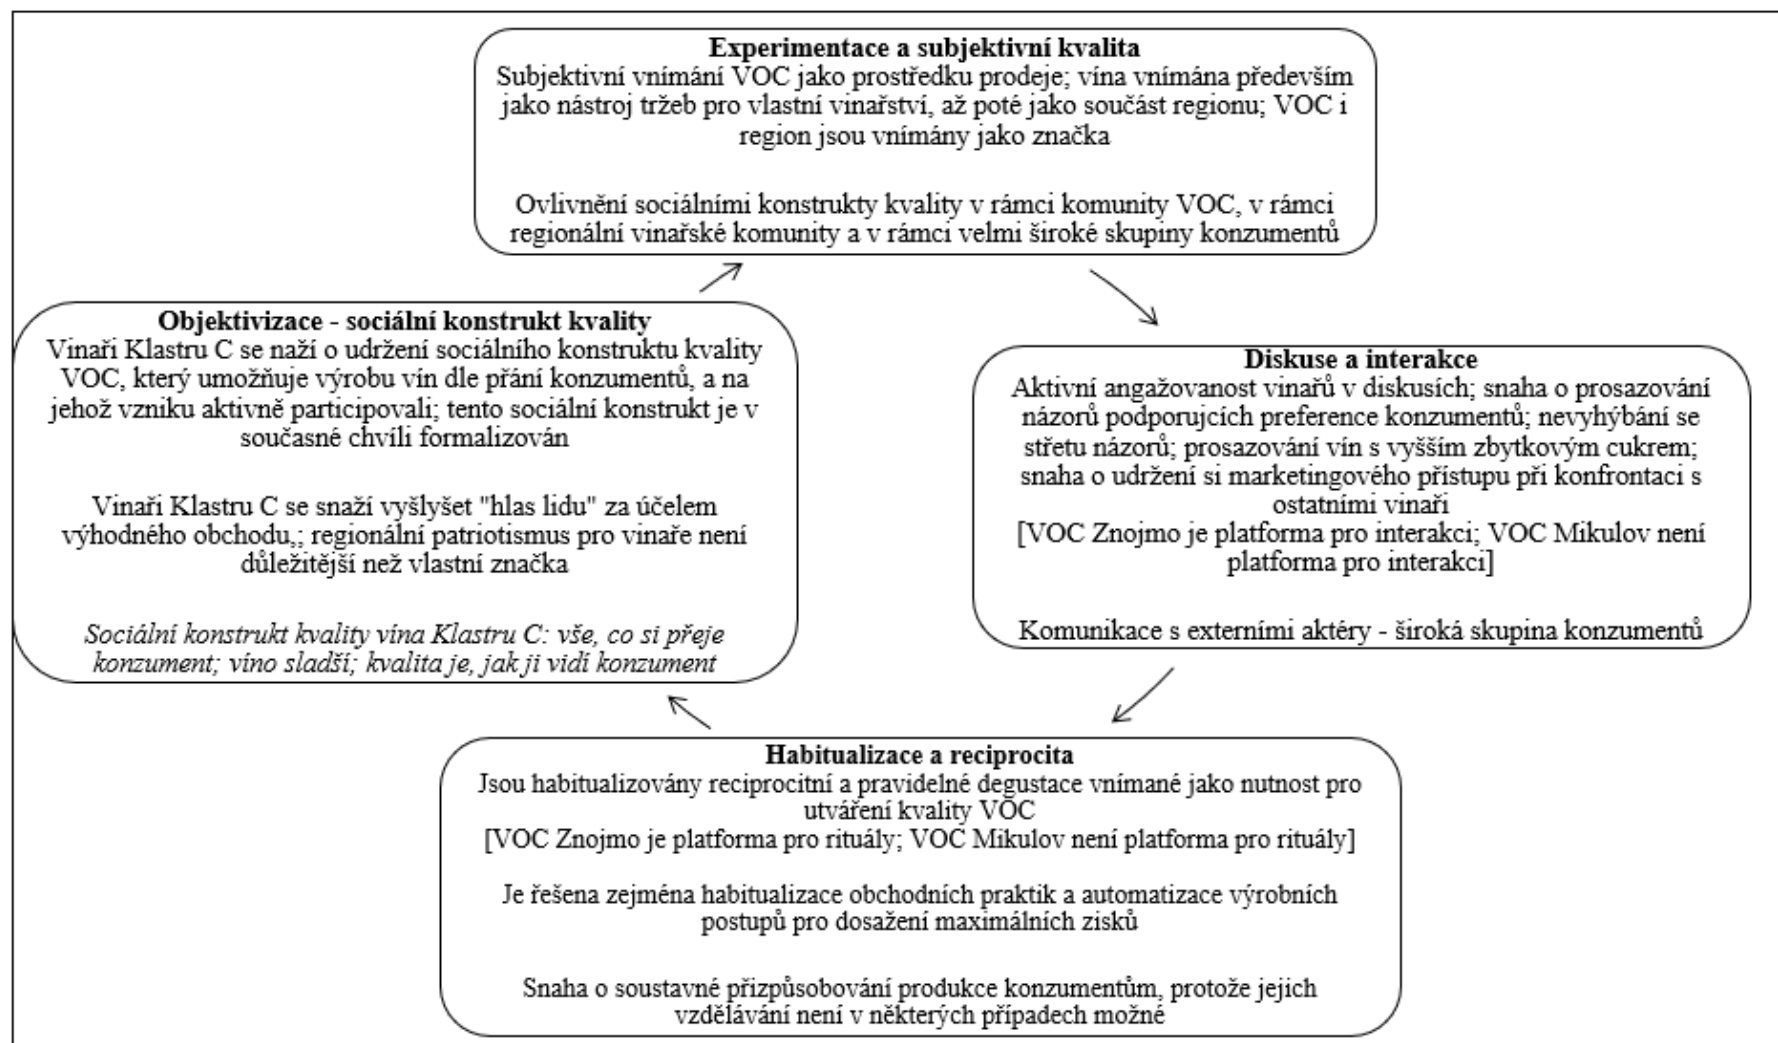 Experimentace a subjektivní kvalita
Subjektivní vnímání VOC jako prostředku prodeje; vína vnímána především
jako nástroj tržeb pro vlastní vinařství, až poté jako součást regionu; VOC i
region jsou vnímány jako značka
Ovlivnění sociálními konstrukty kvality v rámci komunity VOC, v rámci
regionální vinařské komunity a v rámci velmi široké skupiny konzumentů
Objektivizace - sociální konstrukt kvality
Vinaři Klastru C se naží o udržení sociálního konstruktu kvality
VOC, který umožňuje výrobu vín dle přání konzumentů, a na
jehož vzniku aktivně participovali; tento sociální konstrukt je v
současné chvíli formalizován
Vinaři Klastru C se snaží vyšlyšet "hlas lidu" za účelem
výhodného obchodu,; regionální patriotismus pro vinaře není
důležitější než vlastní značka
Sociální konstrukt kvality vína Klastru C: vše, co si přeje
konzument; víno sladší; kvalita je, jak ji vidí konzument
Diskuse a interakce
Aktivní angažovanost vinařů v diskusích; snaha o prosazování
názorů podporujcích preference konzumentů; nevyhýbání se
střetu názorů; prosazování vín s vyšším zbytkovým cukrem;
snaha o udržení si marketingového přístupu při konfrontaci s
ostatními vinaři
[VOC Znojmo je platforma pro interakci; VOC Mikulov není
platforma pro interakci]
Komunikace s externími aktéry - široká skupina konzumentů
Habitualizace a reciprocita
Jsou habitualizovány reciprocitní a pravidelné degustace vnímané jako nutnost pro
utváření kvality VOC
[VOC Znojmo je platforma pro rituály; VOC Mikulov není platforma pro rituály]
Je řešena zejména habitualizace obchodních praktik a automatizace výrobních
postupů pro dosažení maximálních zisků
Snaha o soustavné přizpůsobování produkce konzumentům, protože jejich
vzdělávání není v některých případech možné